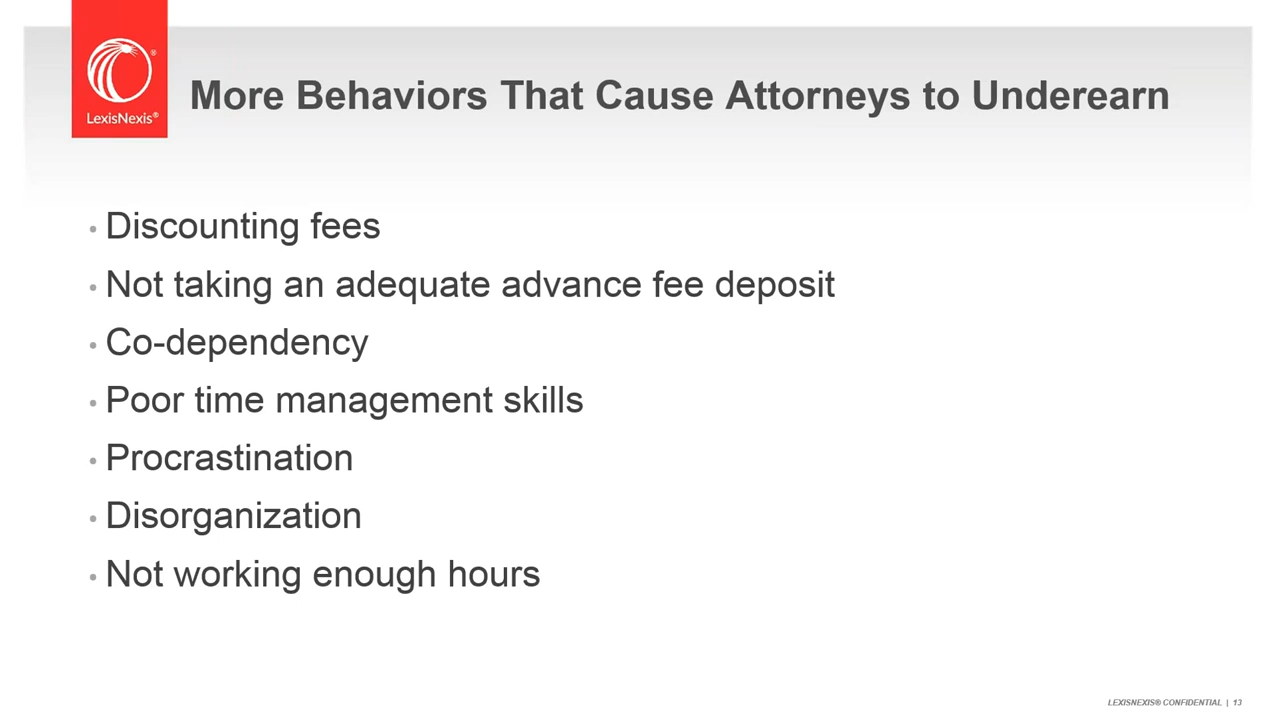 LexisNexis®
More Behaviors That Cause Attorneys to Underearn
• Discounting fees
• Not taking an adequate advance fee deposit
• Co-dependency
• Poor time management skills
• Procrastination
• Disorganization
• Not working enough hours
LEXISNEXIS® CONFIDENTIAL | 13